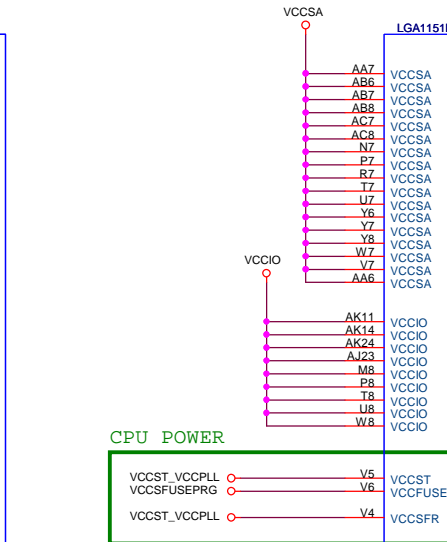 VCCSA
LGA1151
AA7 VCCSA
AB6 VCCSA
AB7 VCCSA
AB8 VCCSA
AC7 VCCSA
AC8 VCCSA
N7 VCCSA
P7 VCCSA
R7 VCCSA
T7 VCCSA
U7 VCCSA
Y6 VCCSA
Y7 VCCSA
Y8 VCCSA
W7 VCCSA
V7 VCCSA
AA6 VCCSA
VCCIO
AK11 VCCIO
AK14 VCCIO
AK24 VCCIO
AJ23 VCCIO
M8 VCCIO
P8 VCCIO
T8 VCCIO
U8 VCCIO
W8 VCCIO
CPU POWER
VCCST_VCCPLL V5 VCCST
VCCSFUSEPRG V6 VCCFUSE
VCCST_VCCPLL V4 VCCSFR